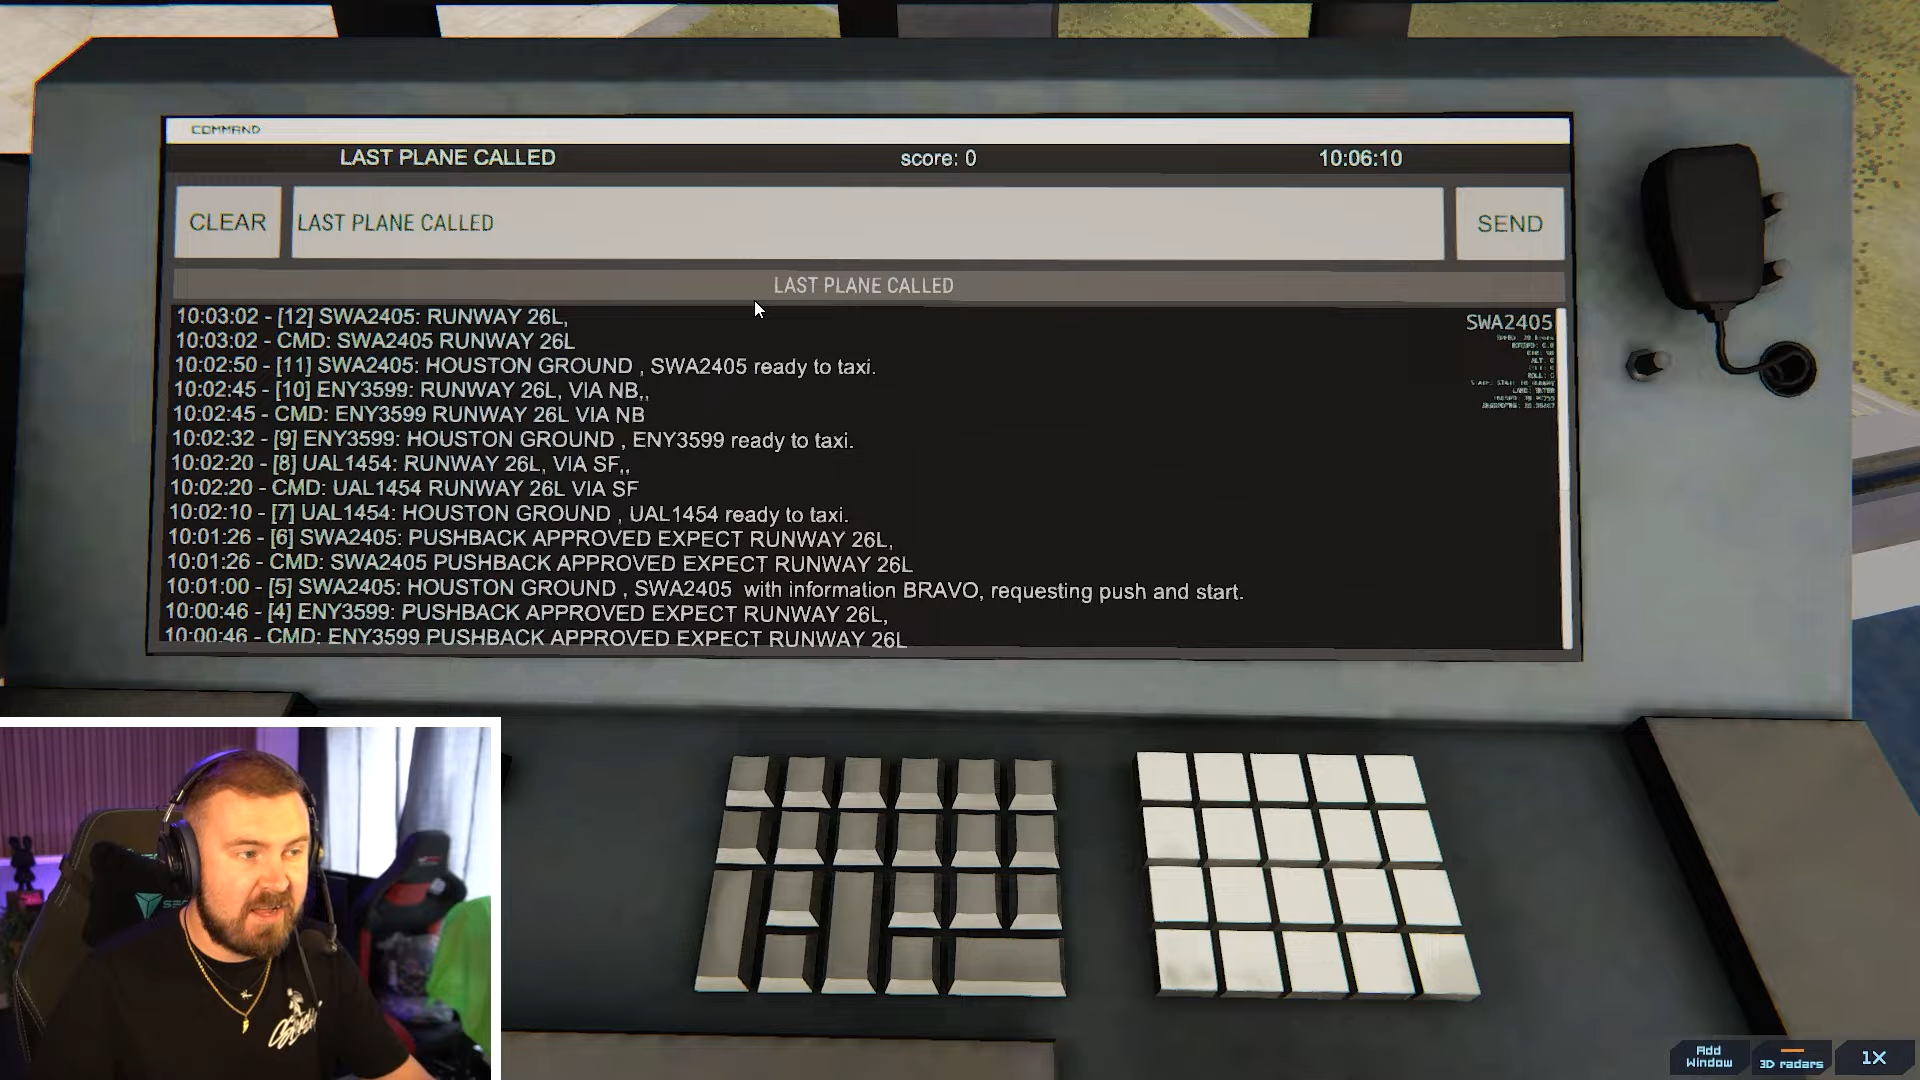 COMMAND
LAST PLANE CALLED score: 0 10:06:10
CLEAR LAST PLANE CALLED SEND
LAST PLANE CALLED
10:03:02 - [12] SWA2405: RUNWAY 26L,
10:03:02 - CMD: SWA2405 RUNWAY 26L
10:02:50 - [11] SWA2405: HOUSTON GROUND , SWA2405 ready to taxi.
10:02:45 - [10] ENY3599: RUNWAY 26L, VIA NB,,
10:02:45 - CMD: ENY3599 RUNWAY 26L VIA NB
10:02:32 - [9] ENY3599: HOUSTON GROUND , ENY3599 ready to taxi.
10:02:20 - [8] UAL1454: RUNWAY 26L, VIA SF,,
10:02:20 - CMD: UAL1454 RUNWAY 26L VIA SF
10:02:10 - [7] UAL1454: HOUSTON GROUND , UAL1454 ready to taxi.
10:01:26 - [6] SWA2405: PUSHBACK APPROVED EXPECT RUNWAY 26L,
10:01:26 - CMD: SWA2405 PUSHBACK APPROVED EXPECT RUNWAY 26L
10:01:00 - [5] SWA2405: HOUSTON GROUND , SWA2405 with information BRAVO, requesting push and start.
10:00:46 - [4] ENY3599: PUSHBACK APPROVED EXPECT RUNWAY 26L,
10:00:46 - CMD: ENY3599 PUSHBACK APPROVED EXPECT RUNWAY 26L
SWA2405
Add Window
3D radars
1X